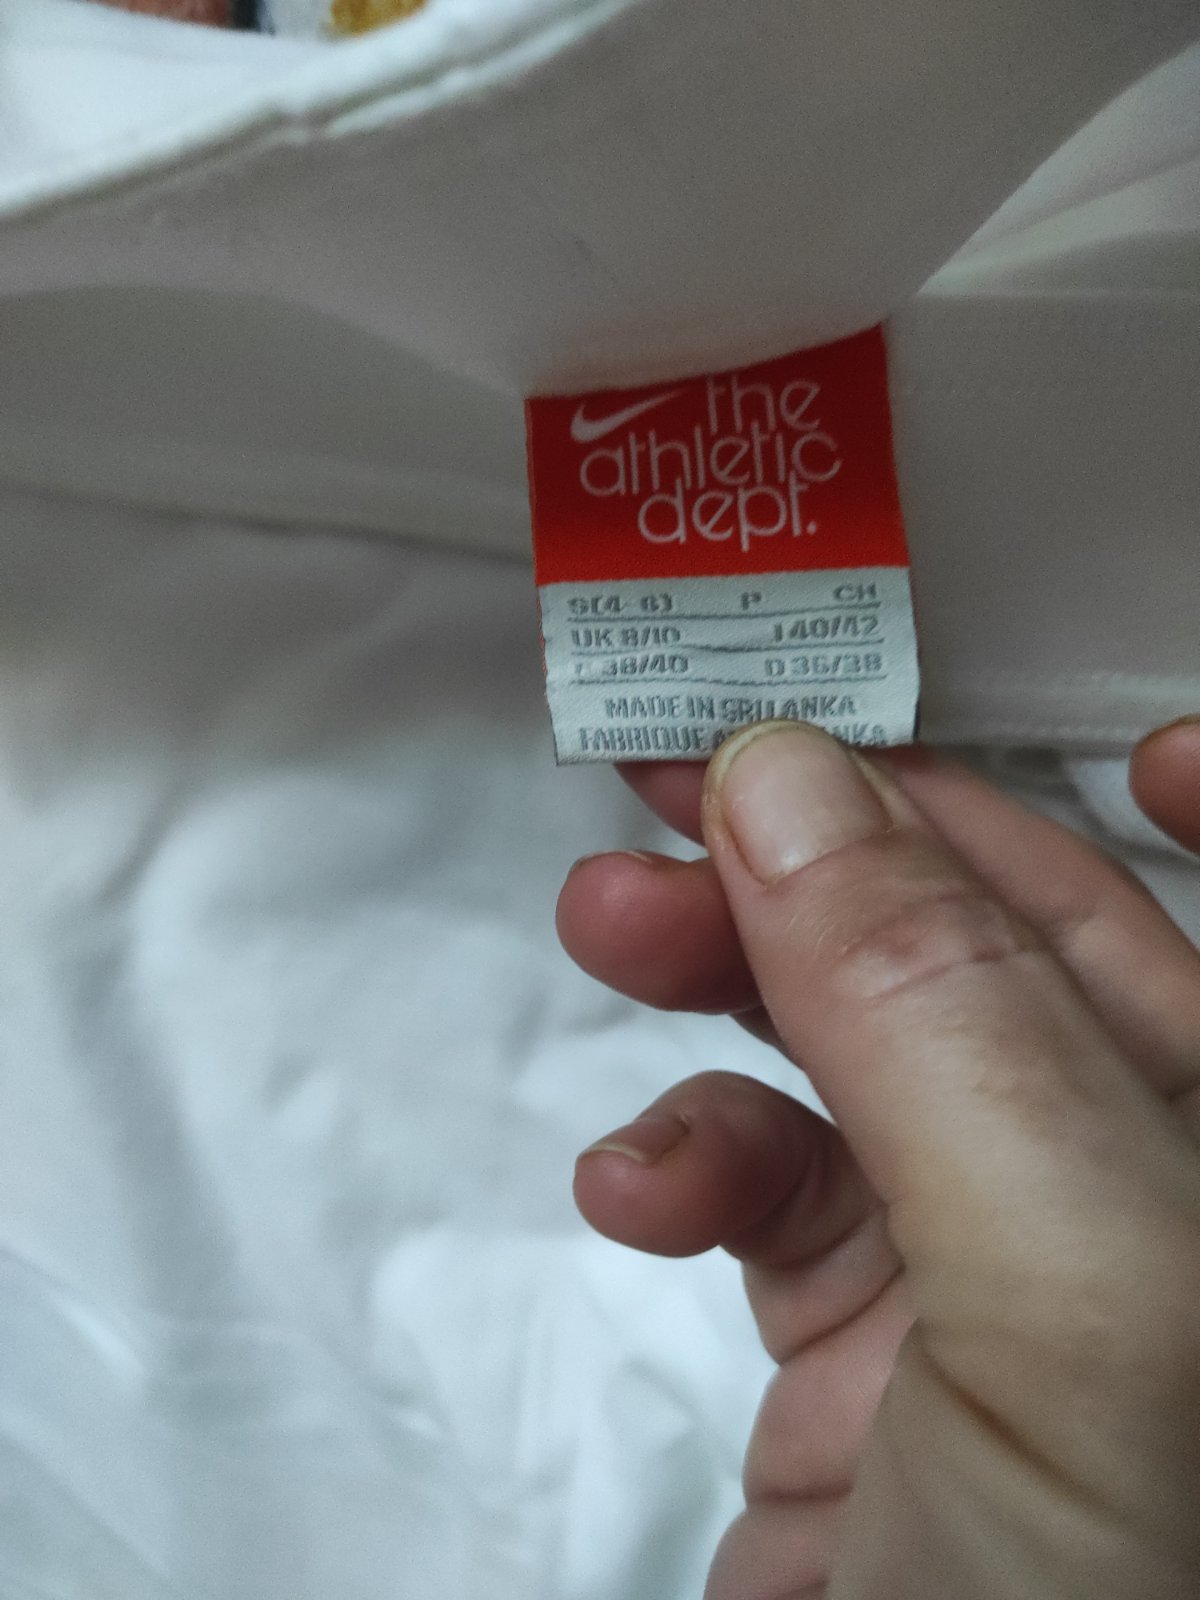 the
athletic
dept.
S(4-6) P CH
UK 8/10 I 40/42
38/40 D 36/38
MADE IN SRI LANKA
FABRIQUE